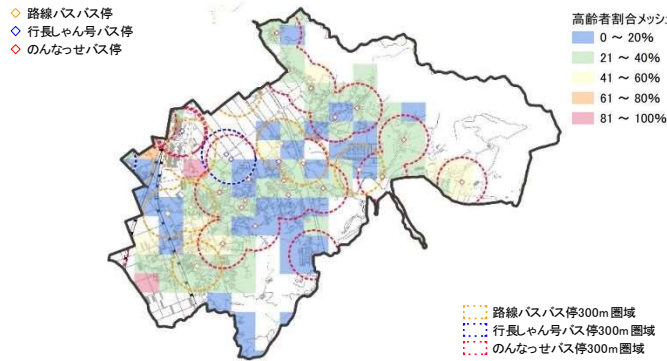 路線バスバス停
行長しゃん号バス停
のんなっせバス停
高齢者割合メッシュ
0 ～ 20%
21 ～ 40%
41 ～ 60%
61 ～ 80%
81 ～ 100%
路線バスバス停300m圏域
行長しゃん号バス停300m圏域
のんなっせバス停300m圏域